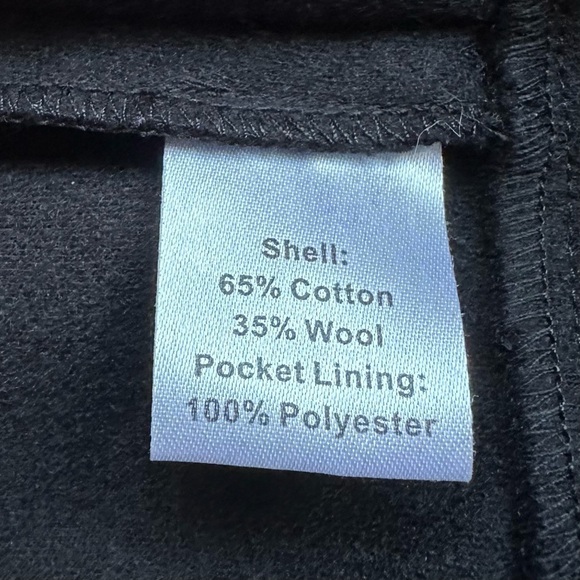 Shell:
65% Cotton
35% Wool
Pocket Lining:
100% Polyester